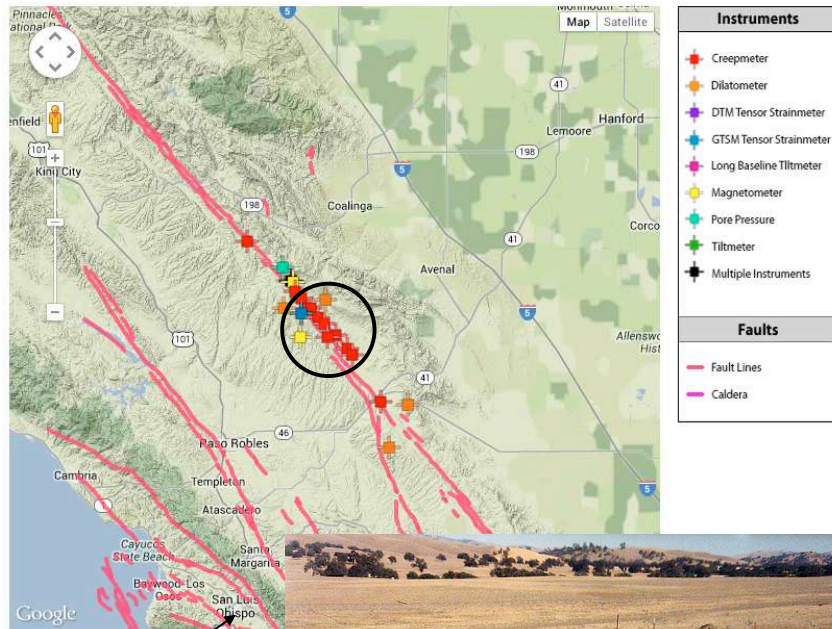 Pinnacles
National Park
Monmouth
Map
Satellite
5
41
Hanford
Lemoore
198
101
King City
5
198
Coalinga
41
Corco
Avenal
5
101
41
Allensw
Hist
46
Paso Robles
Cambria
Templeton
1
Atascadero
5
Cayucos
State Beach
Santa
Margarita
Baywood-Los
Osos
San Luis
Obispo
Google
Instruments
Creepmeter
Dilatometer
DTM Tensor Strainmeter
GTSM Tensor Strainmeter
Long Baseline Tiltmeter
Magnetometer
Pore Pressure
Tiltmeter
Multiple Instruments
Faults
Fault Lines
Caldera